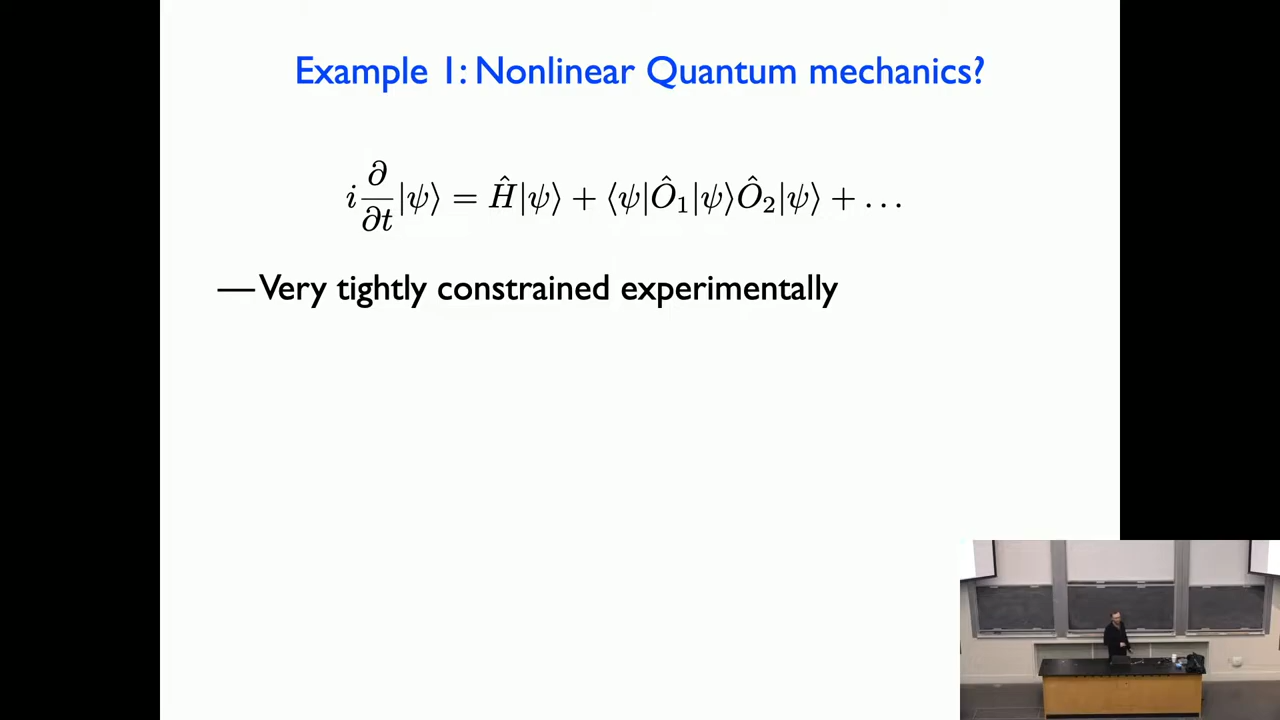 Example 1: Nonlinear Quantum mechanics?
i ∂/∂t |ψ⟩ = Ĥ|ψ⟩ + ⟨ψ|Ô₁|ψ⟩Ô₂|ψ⟩ + …
— Very tightly constrained experimentally